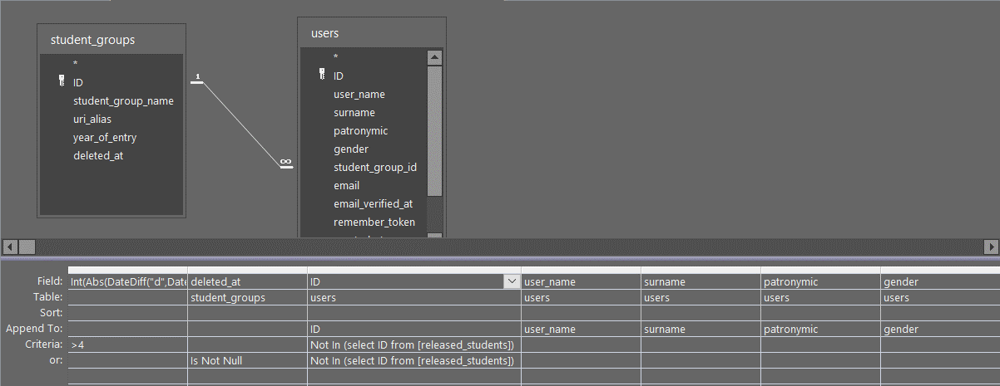 student_groups
*
ID
student_group_name
uri_alias
year_of_entry
deleted_at
1
∞
users
*
ID
user_name
surname
patronymic
gender
student_group_id
email
email_verified_at
remember_token
Field: Int(Abs(DateDiff("d",Date deleted_at ID user_name surname patronymic gender
Table: student_groups users users users users users
Sort:
Append To: ID user_name surname patronymic gender
Criteria: >4 Not In (select ID from [released_students])
or: Is Not Null Not In (select ID from [released_students])